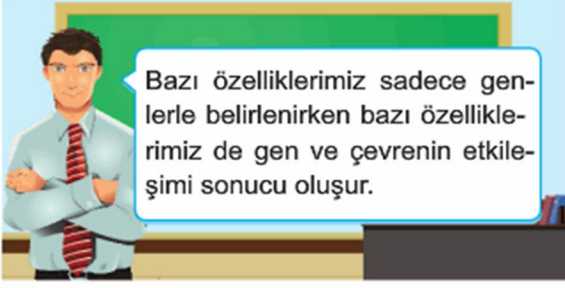 Bazı özelliklerimiz sadece gen-
lerle belirlenirken bazı özellikle-
rimiz de gen ve çevrenin etkile-
şimi sonucu oluşur.